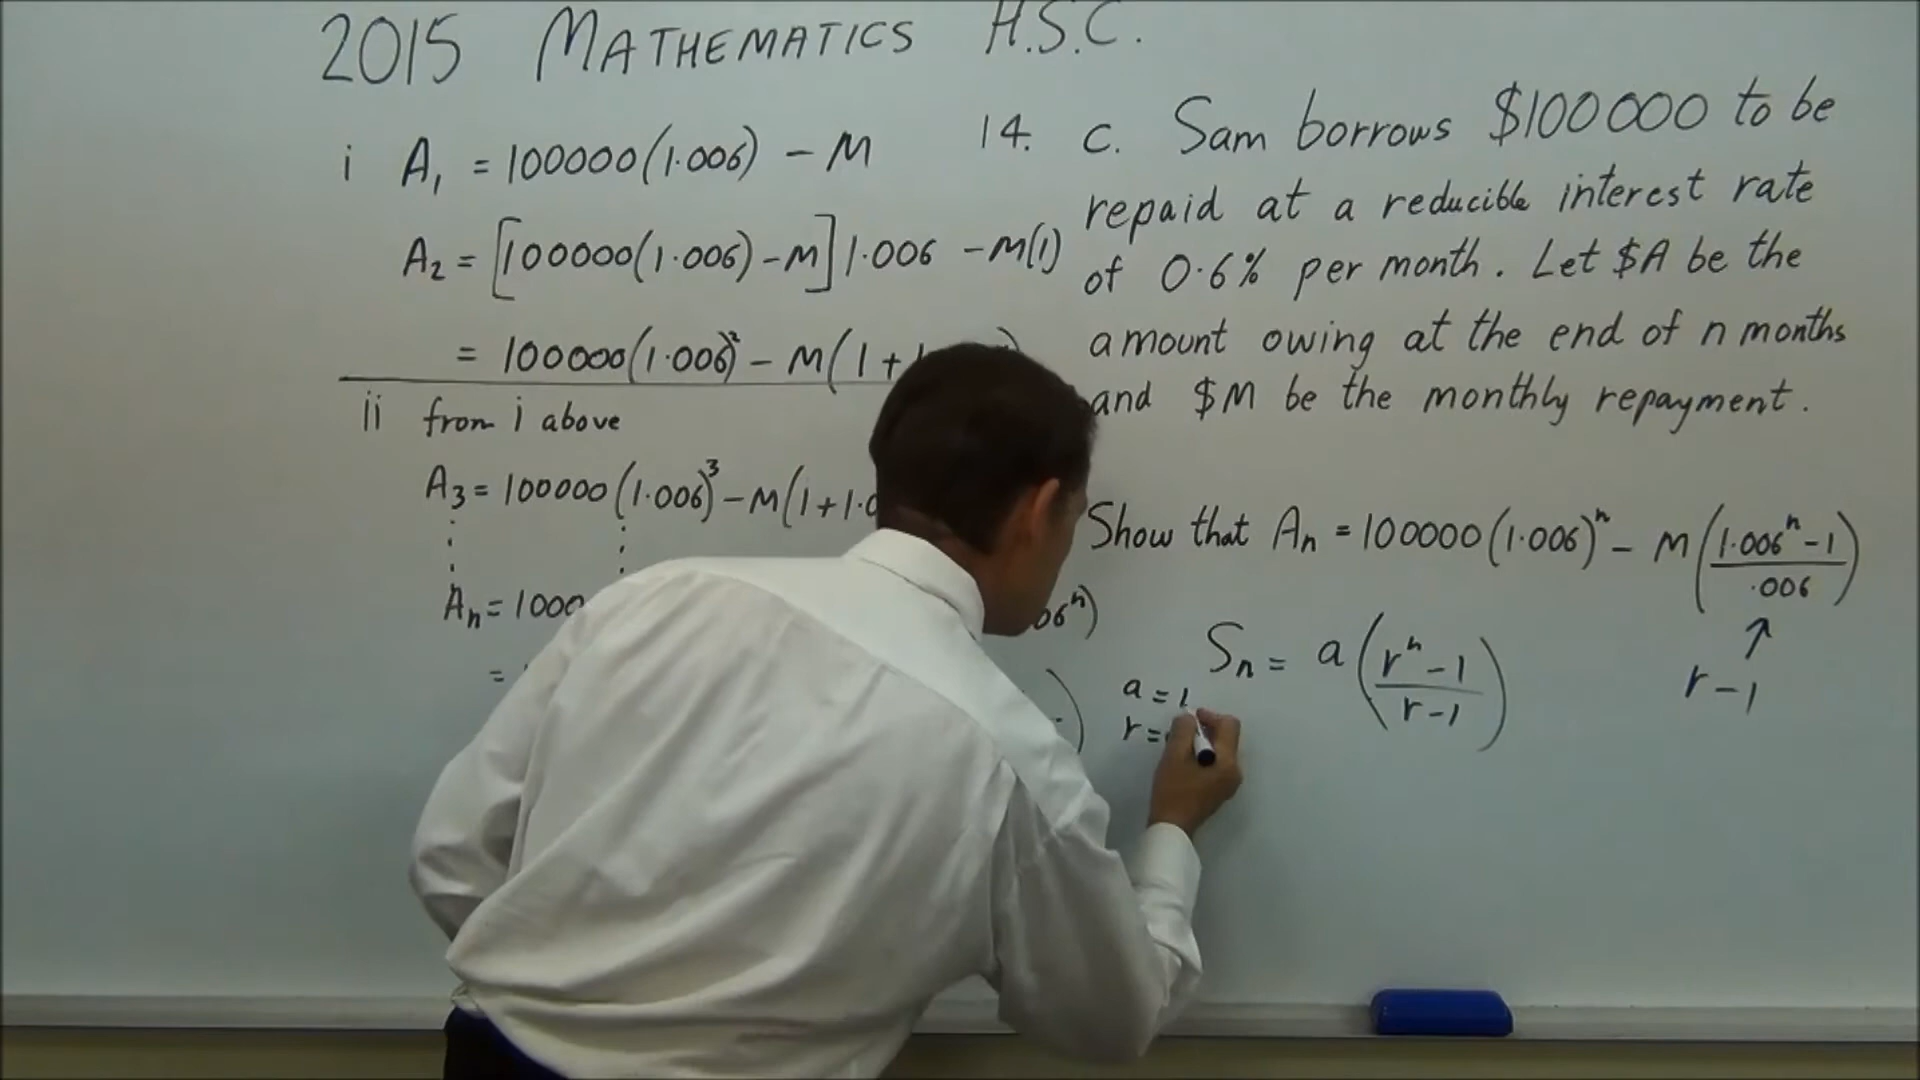 2015 MATHEMATICS H.S.C.
i A₁ = 100000(1.006) - M
A₂ = [100000(1.006) - M] 1.006 - M(1)
= 100000(1.006)² - M(1+
ii from i above
A₃ = 100000(1.006)³ - M(1+1.0
Aₙ = 1000
06ⁿ)
=
14. c. Sam borrows $100000 to be
repaid at a reducible interest rate
of 0.6% per month. Let $A be the
amount owing at the end of n months
and $M be the monthly repayment.
Show that Aₙ = 100000(1.006)ⁿ - M((1.006ⁿ - 1)/.006)
↑
r-1
Sₙ = a((rⁿ - 1)/(r-1))
a = 1
r =